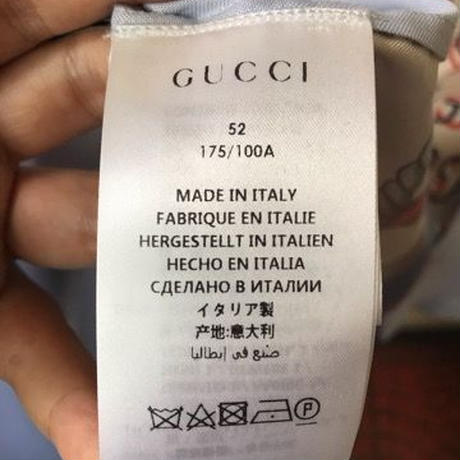 GUCCI
52
175/100A
MADE IN ITALY
FABRIQUE EN ITALIE
HERGESTELLT IN ITALIEN
HECHO EN ITALIA
СДЕЛАНО В ИТАЛИИ
イタリア製
产地:意大利
صنع في إيطاليا
P